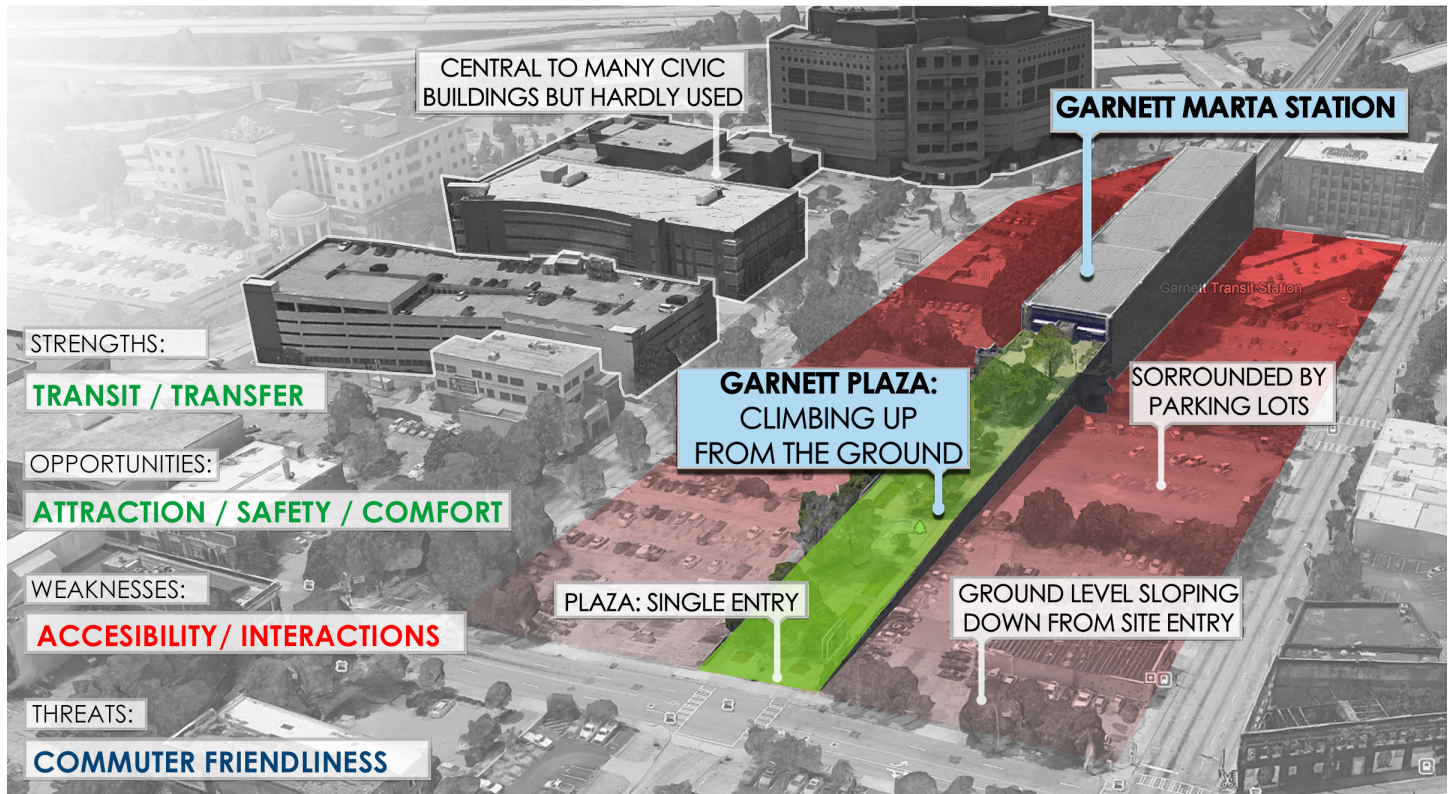 CENTRAL TO MANY CIVIC
BUILDINGS BUT HARDLY USED
GARNETT MARTA STATION
Garnett Transit Station
STRENGTHS:
TRANSIT / TRANSFER
GARNETT PLAZA:
CLIMBING UP
FROM THE GROUND
SORROUNDED BY
PARKING LOTS
OPPORTUNITIES:
ATTRACTION / SAFETY / COMFORT
WEAKNESSES:
ACCESIBILITY/ INTERACTIONS
PLAZA: SINGLE ENTRY
GROUND LEVEL SLOPING
DOWN FROM SITE ENTRY
THREATS:
COMMUTER FRIENDLINESS